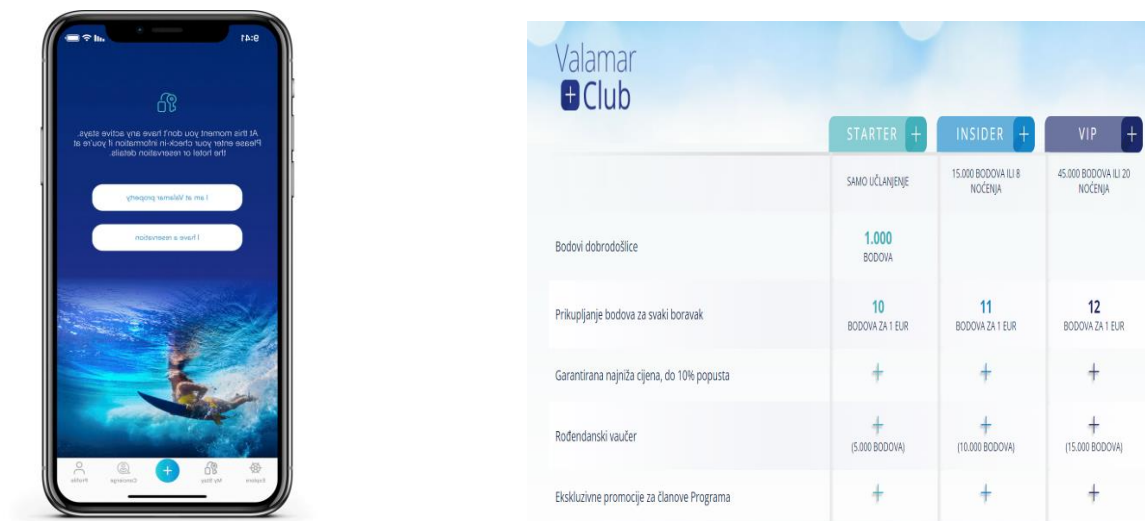 9:41
At this moment you don't have any active stays.
Please enter your check-in information if you're at
the hotel or reservation details.
I am at Valamar property
I have a reservation
Explore
My Stay
Concierge
Profile
Valamar
+ Club
STARTER +
INSIDER +
VIP +
SAMO UČLANJENJE
15.000 BODOVA ILI 8
NOĆENJA
45.000 BODOVA ILI 20
NOĆENJA
Bodovi dobrodošlice
1.000
BODOVA
Prikupljanje bodova za svaki boravak
10
BODOVA ZA 1 EUR
11
BODOVA ZA 1 EUR
12
BODOVA ZA 1 EUR
Garantirana najniža cijena, do 10% popusta
+
+
+
Rođendanski vaučer
+
(5.000 BODOVA)
+
(10.000 BODOVA)
+
(15.000 BODOVA)
Ekskluzivne promocije za članove Programa
+
+
+